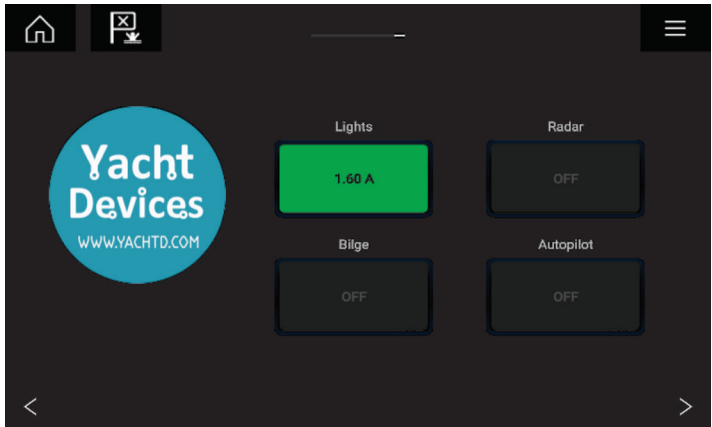 Yacht
Devices
WWW.YACHTD.COM
Lights
Radar
1.60 A
OFF
Bilge
Autopilot
OFF
OFF